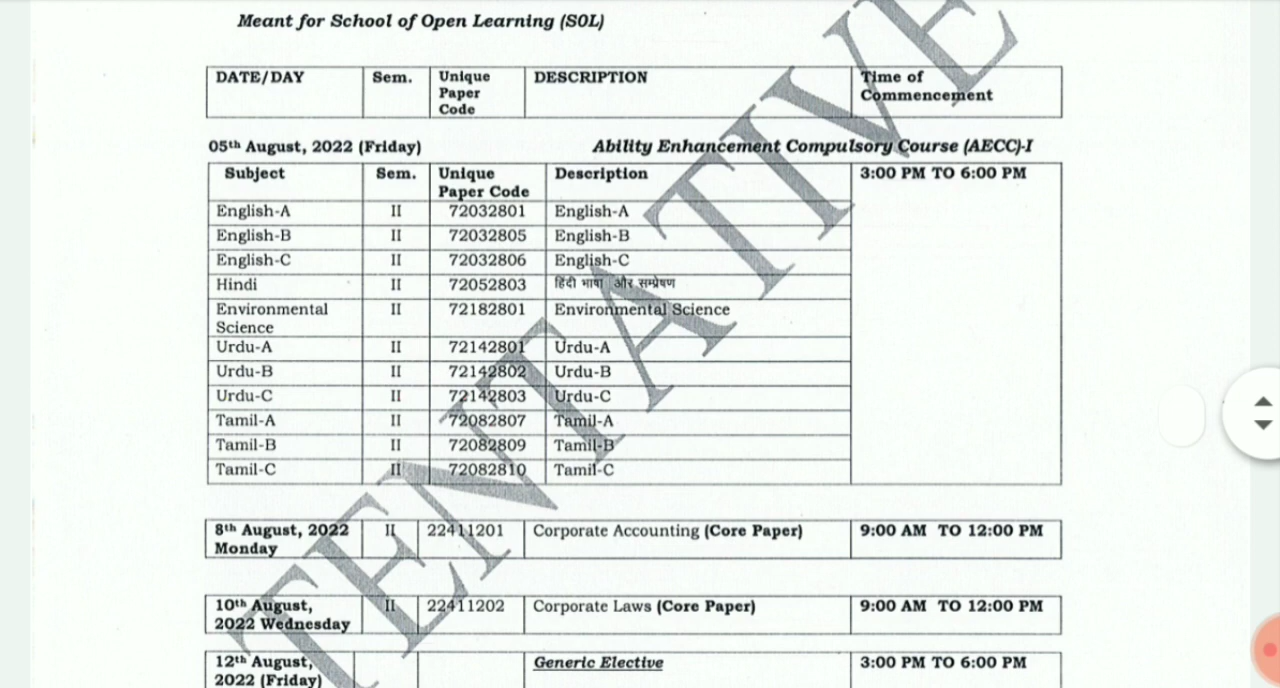 Meant for School of Open Learning (SOL)
DATE/DAY Sem. Unique Paper Code DESCRIPTION Time of Commencement
05th August, 2022 (Friday) Ability Enhancement Compulsory Course (AECC)-I
Subject Sem. Unique Paper Code Description 3:00 PM TO 6:00 PM
English-A II 72032801 English-A
English-B II 72032805 English-B
English-C II 72032806 English-C
Hindi II 72052803 हिंदी भाषा और सम्प्रेषण
Environmental Science II 72182801 Environmental Science
Urdu-A II 72142801 Urdu-A
Urdu-B II 72142802 Urdu-B
Urdu-C II 72142803 Urdu-C
Tamil-A II 72082807 Tamil-A
Tamil-B II 72082809 Tamil-B
Tamil-C II 72082810 Tamil-C
8th August, 2022 Monday II 22411201 Corporate Accounting (Core Paper) 9:00 AM TO 12:00 PM
10th August, 2022 Wednesday II 22411202 Corporate Laws (Core Paper) 9:00 AM TO 12:00 PM
12th August, 2022 (Friday) Generic Elective 3:00 PM TO 6:00 PM
TENTATIVE